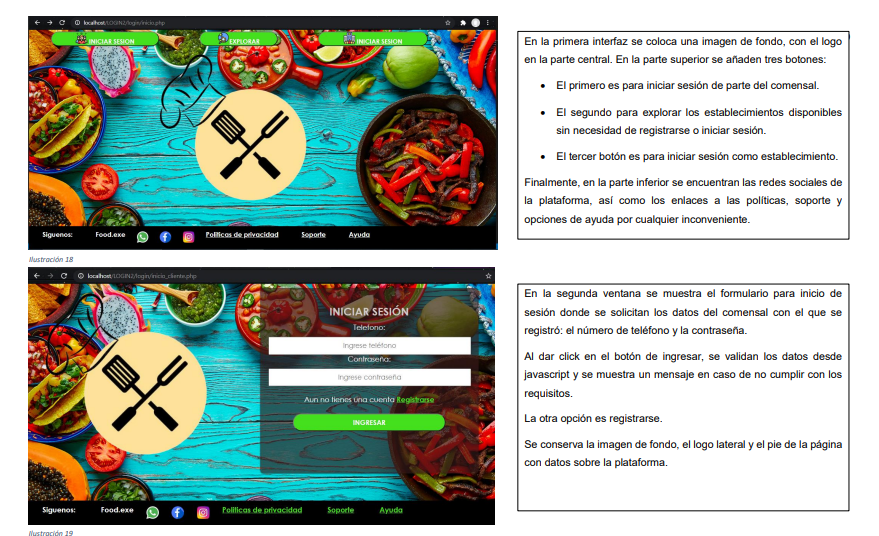 localhost/LOGIN2/login/inicio.php
INICIAR SESION
EXPLORAR
INICIAR SESION
Siguenos:
Food.exe
Políticas de privacidad
Soporte
Ayuda
Ilustración 18
En la primera interfaz se coloca una imagen de fondo, con el logo
en la parte central. En la parte superior se añaden tres botones:
• El primero es para iniciar sesión de parte del comensal.
• El segundo para explorar los establecimientos disponibles
sin necesidad de registrarse o iniciar sesión.
• El tercer botón es para iniciar sesión como establecimiento.
Finalmente, en la parte inferior se encuentran las redes sociales de
la plataforma, así como los enlaces a las políticas, soporte y
opciones de ayuda por cualquier inconveniente.
localhost/LOGIN2/login/inicio_cliente.php
INICIAR SESIÓN
Telefono:
Ingrese teléfono
Contraseña:
Ingrese contraseña
Aun no tienes una cuenta Registrarse
INGRESAR
Siguenos:
Food.exe
Políticas de privacidad
Soporte
Ayuda
Ilustración 19
En la segunda ventana se muestra el formulario para inicio de
sesión donde se solicitan los datos del comensal con el que se
registró: el número de teléfono y la contraseña.
Al dar click en el botón de ingresar, se validan los datos desde
javascript y se muestra un mensaje en caso de no cumplir con los
requisitos.
La otra opción es registrarse.
Se conserva la imagen de fondo, el logo lateral y el pie de la página
con datos sobre la plataforma.